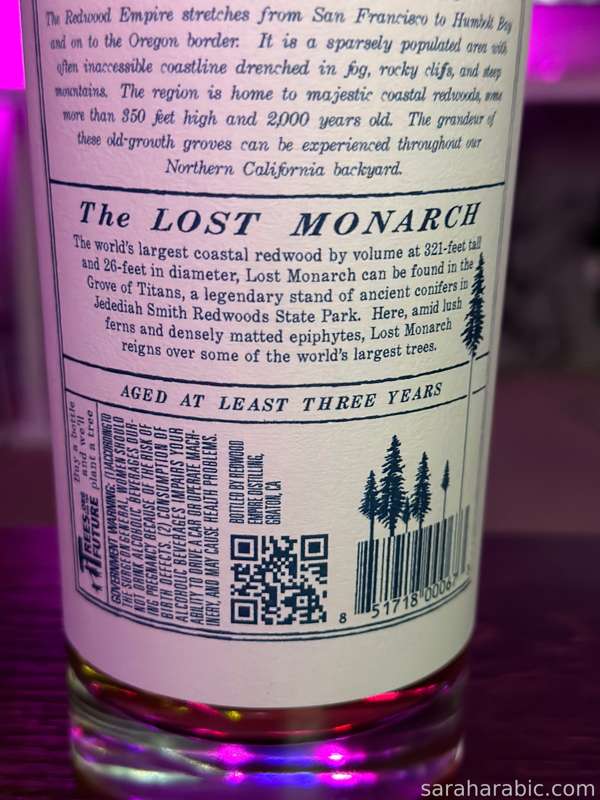 The Redwood Empire stretches from San Francisco to Humbolt Bay
and on to the Oregon border. It is a sparsely populated area with
often inaccessible coastline drenched in fog, rocky clifs, and steep
mountains. The region is home to majestic coastal redwoods, some
more than 350 feet high and 2,000 years old. The grandeur of
these old-growth groves can be experienced throughout our
Northern California backyard.
The LOST MONARCH
The world's largest coastal redwood by volume at 321-feet tall
and 26-feet in diameter, Lost Monarch can be found in the
Grove of Titans, a legendary stand of ancient conifers in
Jedediah Smith Redwoods State Park. Here, amid lush
ferns and densely matted epiphytes, Lost Monarch
reigns over some of the world's largest trees.
AGED AT LEAST THREE YEARS
Buy a bottle
and we'll
plant a tree
TREES.ORG
FUTURE
GOVERNMENT WARNING: (1) ACCORDING TO
THE SURGEON GENERAL, WOMEN SHOULD
NOT DRINK ALCOHOLIC BEVERAGES DUR-
ING PREGNANCY BECAUSE OF THE RISK OF
BIRTH DEFECTS. (2) CONSUMPTION OF
ALCOHOLIC BEVERAGES IMPAIRS YOUR
ABILITY TO DRIVE A CAR OR OPERATE MACH-
INERY, AND MAY CAUSE HEALTH PROBLEMS.
BOTTLED BY REDWOOD
EMPIRE DISTILLING,
GRATON, CA
8 51718 00067
saraharabic.com